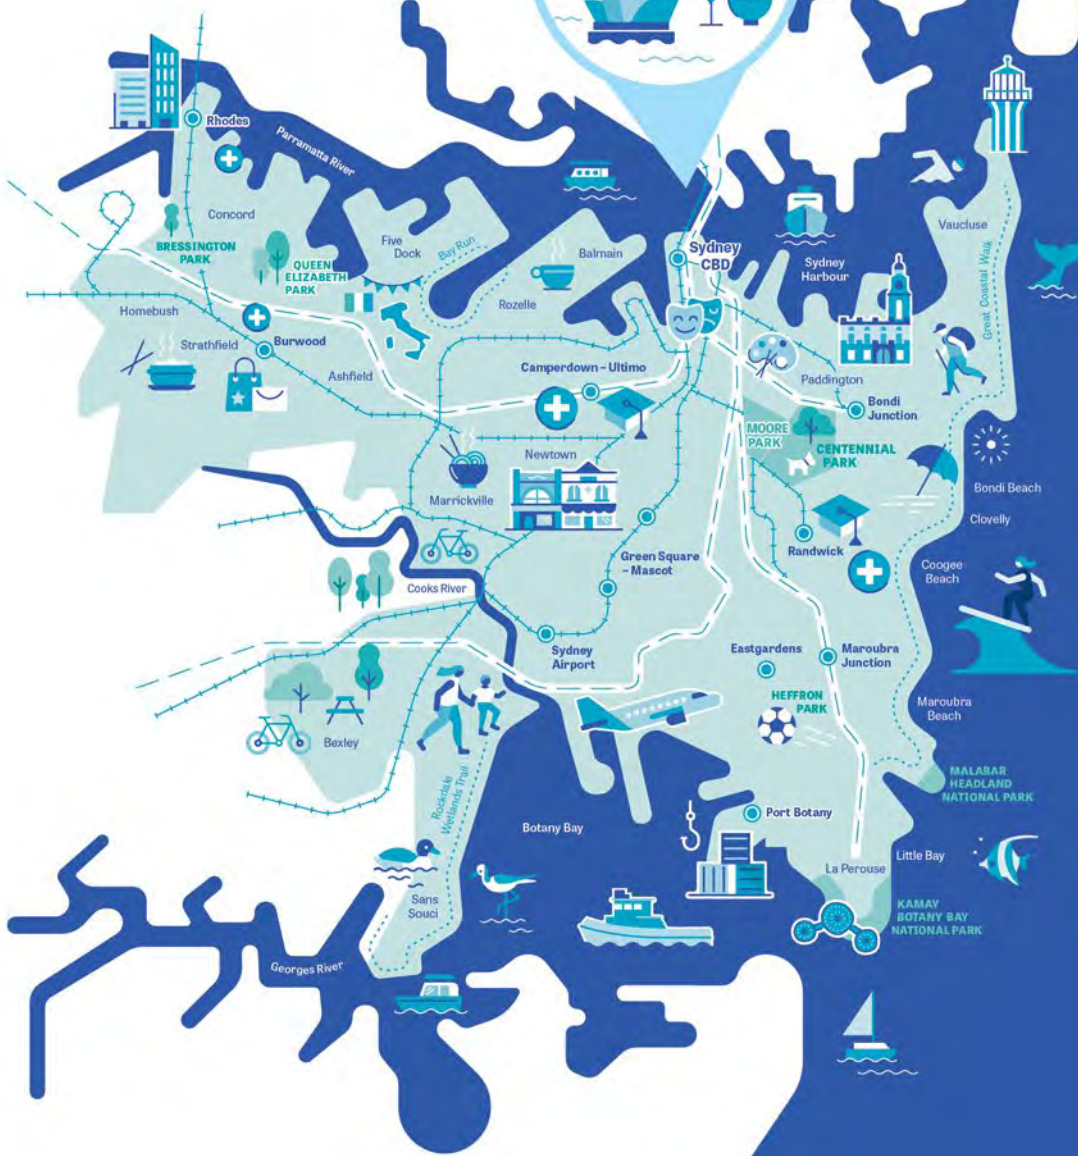 Rhodes
Parramatta River
Concord
BRESSINGTON
PARK
QUEEN
ELIZABETH
PARK
Five
Dock
Bay Run
Balmain
Rozelle
Sydney
CBD
Sydney
Harbour
Vaucluse
Great Coastal Walk
Homebush
Strathfield
Burwood
Ashfield
Camperdown – Ultimo
Paddington
Bondi
Junction
MOORE
PARK
CENTENNIAL
PARK
Newtown
Marrickville
Bondi Beach
Clovelly
Randwick
Coogee
Beach
Green Square
– Mascot
Cooks River
Sydney
Airport
Eastgardens
Maroubra
Junction
HEFFRON
PARK
Maroubra
Beach
Bexley
Rockdale
Wetlands Trail
MALABAR
HEADLAND
NATIONAL PARK
Botany Bay
Port Botany
Little Bay
La Perouse
Sans
Souci
KAMAY
BOTANY BAY
NATIONAL PARK
Georges River